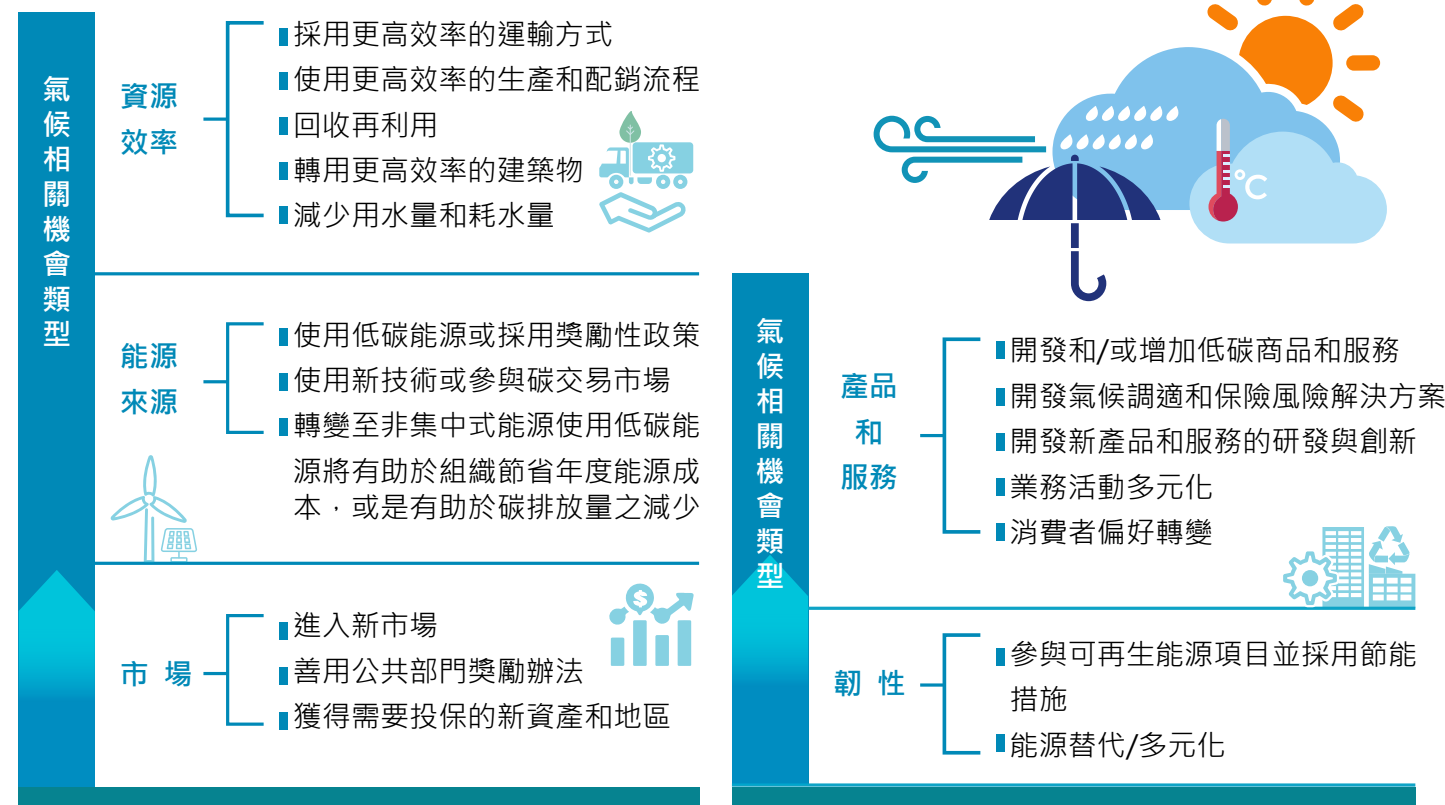 氣候相關機會類型
資源
效率
採用更高效率的運輸方式
使用更高效率的生產和配銷流程
回收再利用
轉用更高效率的建築物
減少用水量和耗水量
能源
來源
使用低碳能源或採用獎勵性政策
使用新技術或參與碳交易市場
轉變至非集中式能源使用低碳能
源將有助於組織節省年度能源成
本，或是有助於碳排放量之減少
市場
進入新市場
善用公共部門獎勵辦法
獲得需要投保的新資產和地區
$
°C
氣候相關機會類型
產品
和
服務
開發和/或增加低碳商品和服務
開發氣候調適和保險風險解決方案
開發新產品和服務的研發與創新
業務活動多元化
消費者偏好轉變
韌性
參與可再生能源項目並採用節能
措施
能源替代/多元化